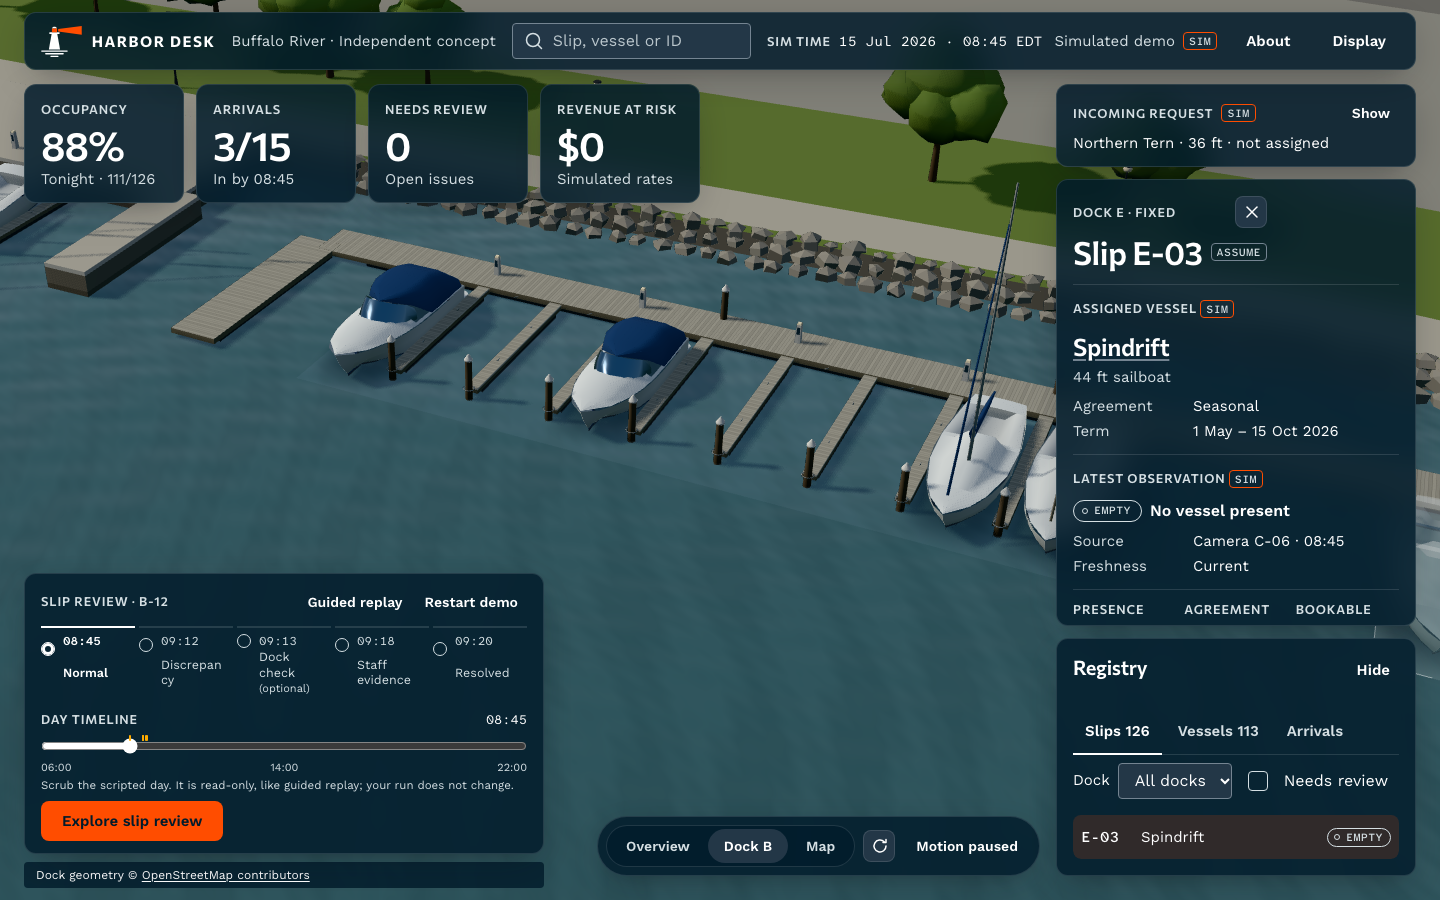 HARBOR DESK
Buffalo River · Independent concept
Slip, vessel or ID
SIM TIME 15 Jul 2026 · 08:45 EDT
Simulated demo SIM
About
Display
OCCUPANCY
88%
Tonight · 111/126
ARRIVALS
3/15
In by 08:45
NEEDS REVIEW
0
Open issues
REVENUE AT RISK
$0
Simulated rates
INCOMING REQUEST SIM
Show
Northern Tern · 36 ft · not assigned
DOCK E · FIXED
Slip E-03 ASSUME
ASSIGNED VESSEL SIM
Spindrift
44 ft sailboat
Agreement Seasonal
Term 1 May – 15 Oct 2026
LATEST OBSERVATION SIM
EMPTY No vessel present
Source Camera C-06 · 08:45
Freshness Current
PRESENCE AGREEMENT BOOKABLE
SLIP REVIEW · B-12
Guided replay
Restart demo
08:45
Normal
09:12
Discrepan
cy
09:13
Dock
check
(optional)
09:18
Staff
evidence
09:20
Resolved
DAY TIMELINE 08:45
06:00 14:00 22:00
Scrub the scripted day. It is read-only, like guided replay; your run does not change.
Explore slip review
Dock geometry © OpenStreetMap contributors
Overview
Dock B
Map
Motion paused
Registry
Hide
Slips 126
Vessels 113
Arrivals
Dock All docks
Needs review
E-03 Spindrift EMPTY